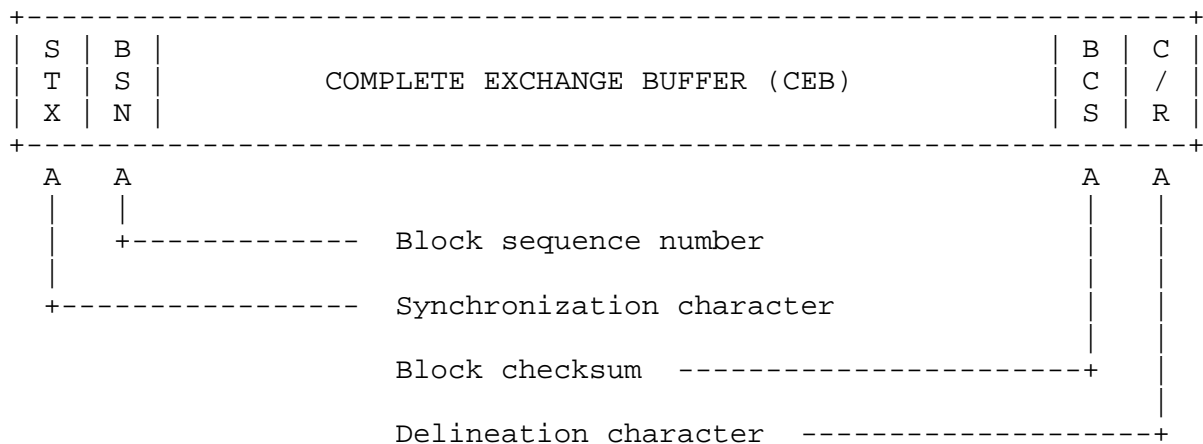 +------------------------------------------------------------------+
| S | B |                                                  | B | C |
| T | S |         COMPLETE EXCHANGE BUFFER (CEB)           | C | / |
| X | N |                                                  | S | R |
+------------------------------------------------------------------+
  A   A                                                      A   A
  |   |                                                      |   |
  |   +-------------  Block sequence number                  |   |
  |                                                          |   |
  +-----------------  Synchronization character              |   |
                                                             |   |
                      Block checksum  -----------------------+   |
                                                                 |
                      Delineation character  --------------------+